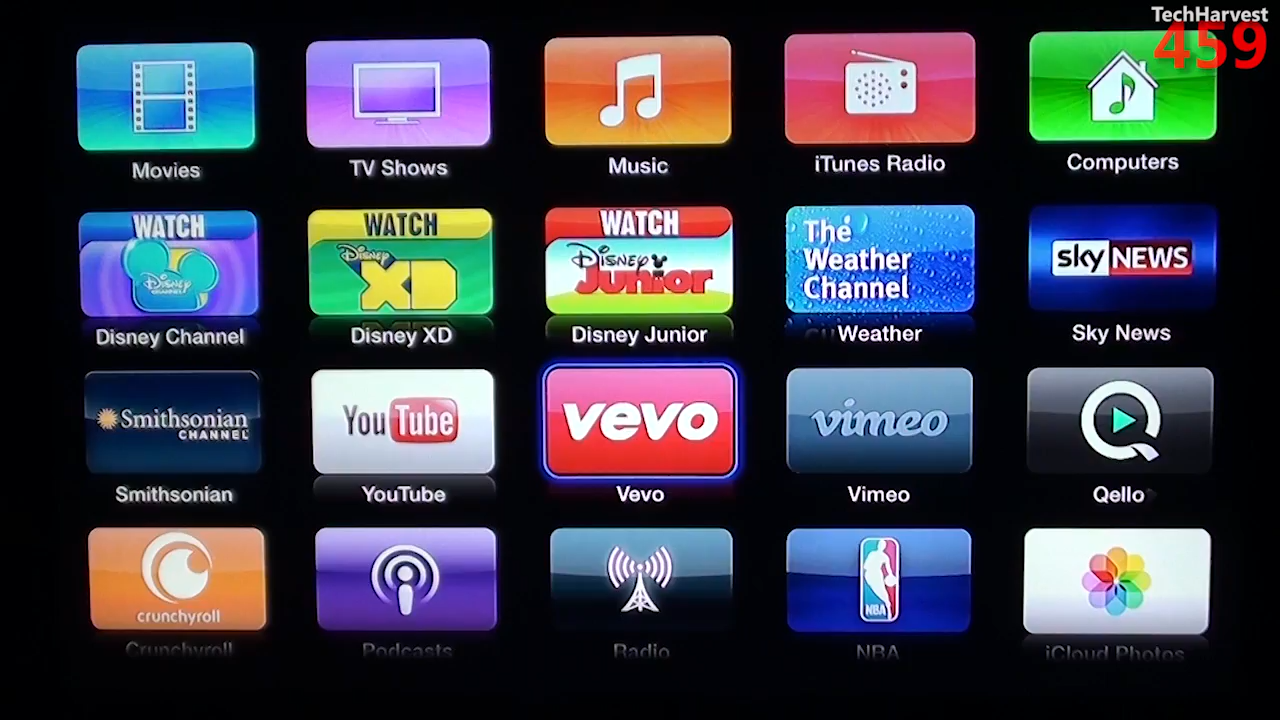 TechHarvest
459
Movies
TV Shows
Music
iTunes Radio
Computers
WATCH
Disney
CHANNEL
WATCH
Disney
XD
WATCH
Disney
Junior
The
Weather
Channel
sky NEWS
Disney Channel
Disney XD
Disney Junior
Weather
Sky News
Smithsonian
CHANNEL
YouTube
vevo
vimeo
Smithsonian
YouTube
Vevo
Vimeo
Qello
crunchyroll
NBA
Crunchyroll
Podcasts
Radio
NBA
iCloud Photos